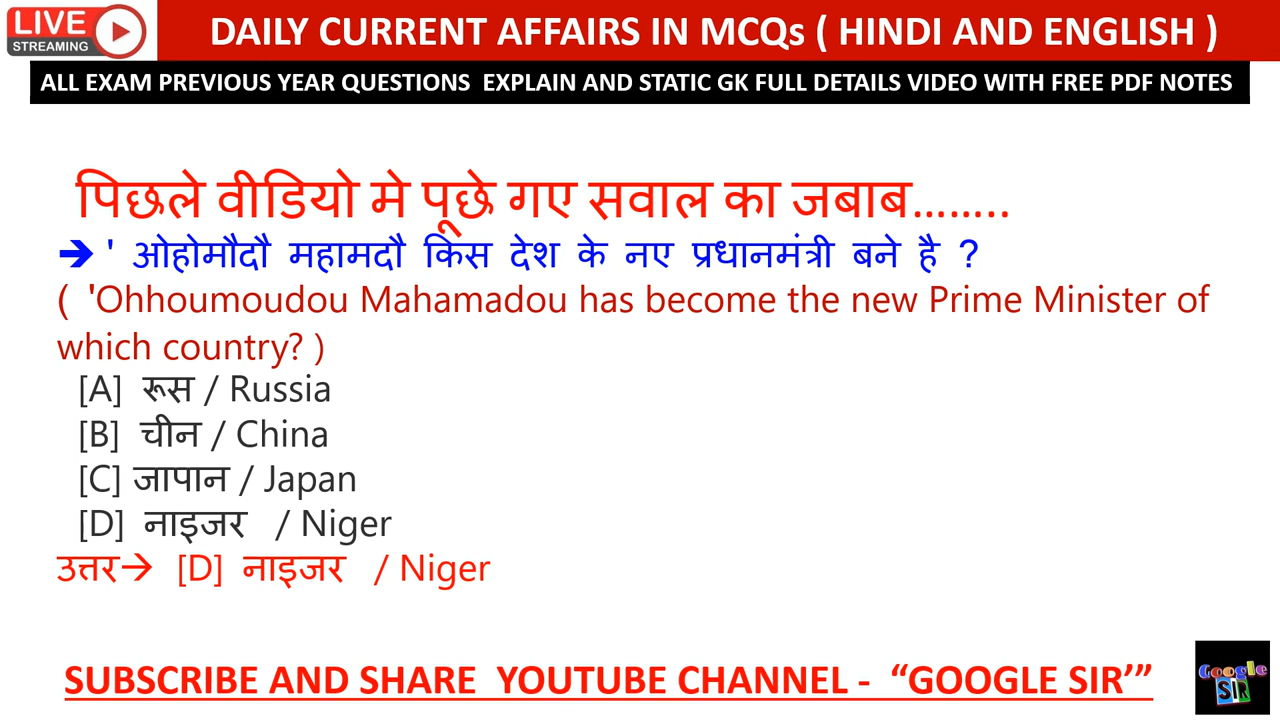 LIVE
STREAMING
DAILY CURRENT AFFAIRS IN MCQs ( HINDI AND ENGLISH )
ALL EXAM PREVIOUS YEAR QUESTIONS EXPLAIN AND STATIC GK FULL DETAILS VIDEO WITH FREE PDF NOTES
पिछले वीडियो मे पूछे गए सवाल का जबाब........
➔ ' ओहोमौदौ महामदौ किस देश के नए प्रधानमंत्री बने है ?
( 'Ohhoumoudou Mahamadou has become the new Prime Minister of
which country? )
[A] रूस / Russia
[B] चीन / China
[C] जापान / Japan
[D] नाइजर / Niger
उत्तर→ [D] नाइजर / Niger
SUBSCRIBE AND SHARE YOUTUBE CHANNEL - “GOOGLE SIR’”
Google
SIR